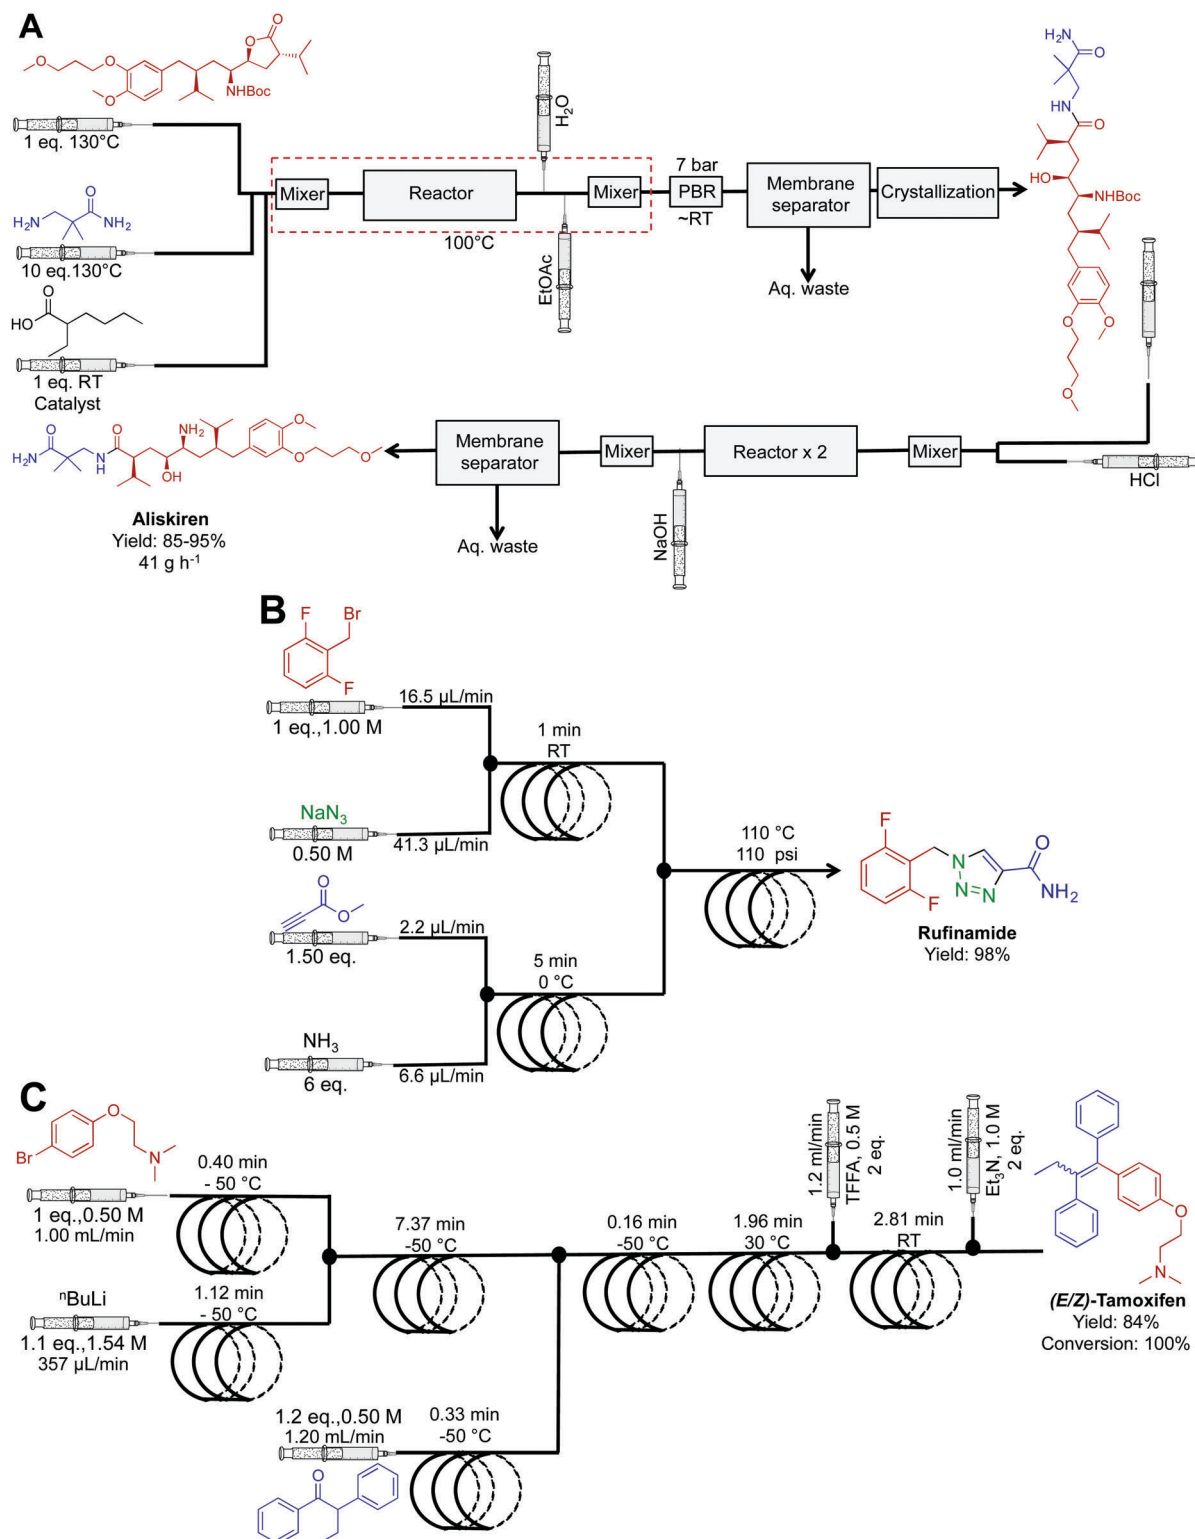 A
O
O
O
O
O
NHBoc
1 eq. 130°C
H2N
O
NH2
10 eq.130°C
O
HO
1 eq. RT
Catalyst
Mixer
Reactor
H2O
EtOAc
Mixer
100°C
7 bar
PBR
~RT
Membrane
separator
Aq. waste
Crystallization
H2N
O
HN
O
HO
NHBoc
O
O
O
HCl
Mixer
Reactor x 2
NaOH
Mixer
Membrane
separator
Aq. waste
O
H2N
N
H
O
OH
NH2
O
O
O
Aliskiren
Yield: 85-95%
41 g h-1
B
F
Br
F
16.5 µL/min
1 eq.,1.00 M
1 min
RT
NaN3
0.50 M
41.3 µL/min
O
O
2.2 µL/min
1.50 eq.
5 min
0 °C
NH3
6 eq.
6.6 µL/min
110 °C
110 psi
F
F
N
N
N
O
NH2
Rufinamide
Yield: 98%
C
O
Br
N
1 eq.,0.50 M
1.00 mL/min
0.40 min
- 50 °C
nBuLi
1.1 eq.,1.54 M
357 µL/min
1.12 min
- 50°C
7.37 min
-50 °C
1.2 eq.,0.50 M
1.20 mL/min
0.33 min
-50 °C
O
0.16 min
-50 °C
1.96 min
30 °C
1.2 ml/min
TFFA, 0.5 M
2 eq.
2.81 min
RT
1.0 ml/min
Et3N, 1.0 M
2 eq.
O
N
(E/Z)-Tamoxifen
Yield: 84%
Conversion: 100%